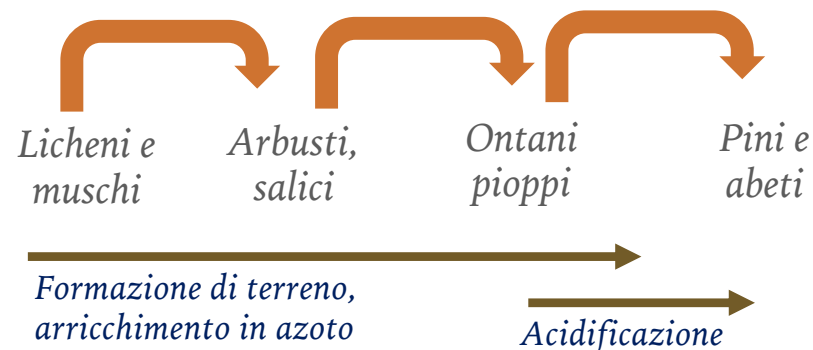 Licheni e
muschi
Arbusti,
salici
Ontani
pioppi
Pini e
abeti
Formazione di terreno,
arricchimento in azoto
Acidificazione